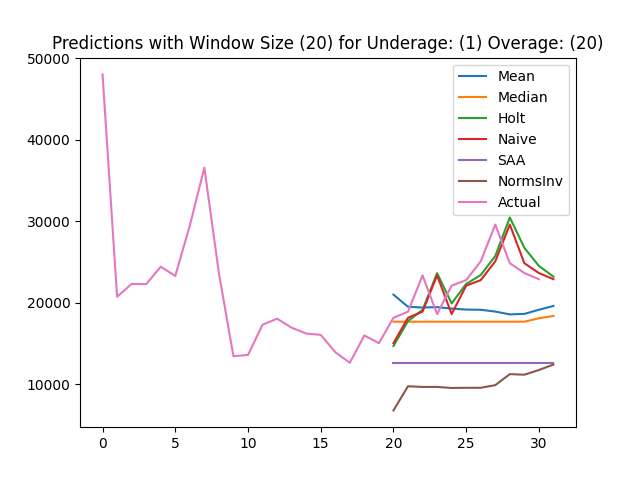 Predictions with Window Size (20) for Underage: (1) Overage: (20)
50000
40000
30000
20000
10000
0
5
10
15
20
25
30
Mean
Median
Holt
Naive
SAA
NormsInv
Actual